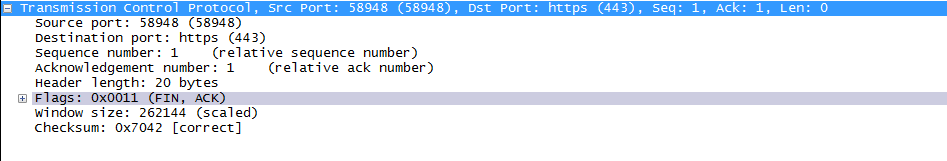 Transmission Control Protocol, Src Port: 58948 (58948), Dst Port: https (443), Seq: 1, Ack: 1, Len: 0
Source port: 58948 (58948)
Destination port: https (443)
Sequence number: 1 (relative sequence number)
Acknowledgement number: 1 (relative ack number)
Header length: 20 bytes
Flags: 0x0011 (FIN, ACK)
Window size: 262144 (scaled)
Checksum: 0x7042 [correct]